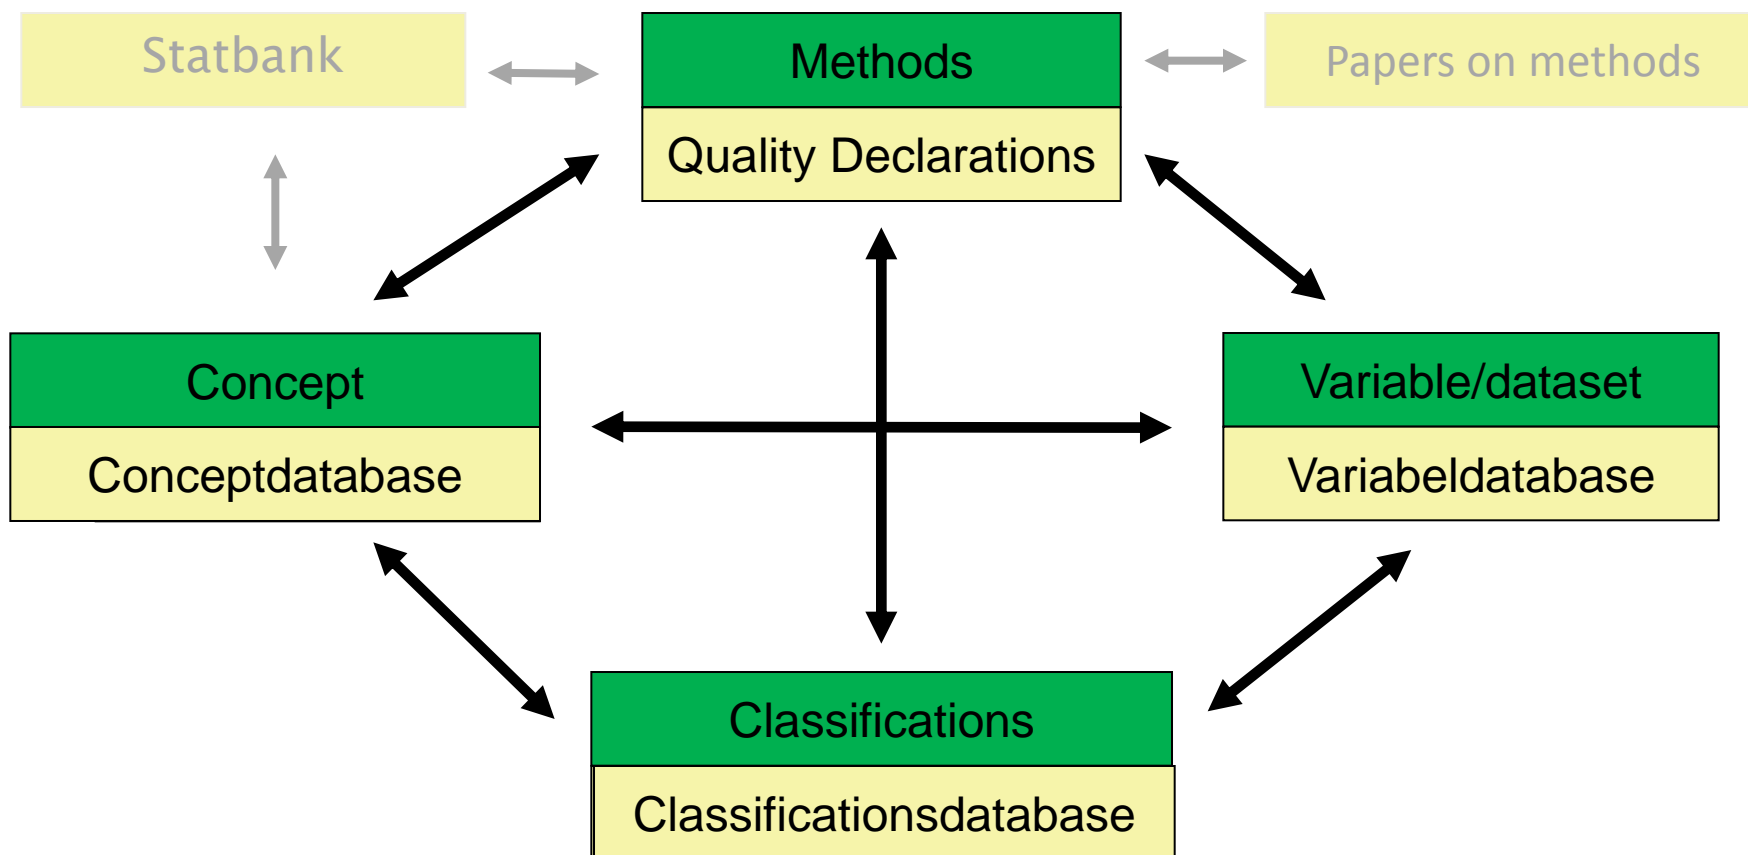 Statbank
Methods
Papers on methods
Quality Declarations
Concept
Variable/dataset
Conceptdatabase
Variabeldatabase
Classifications
Classificationsdatabase